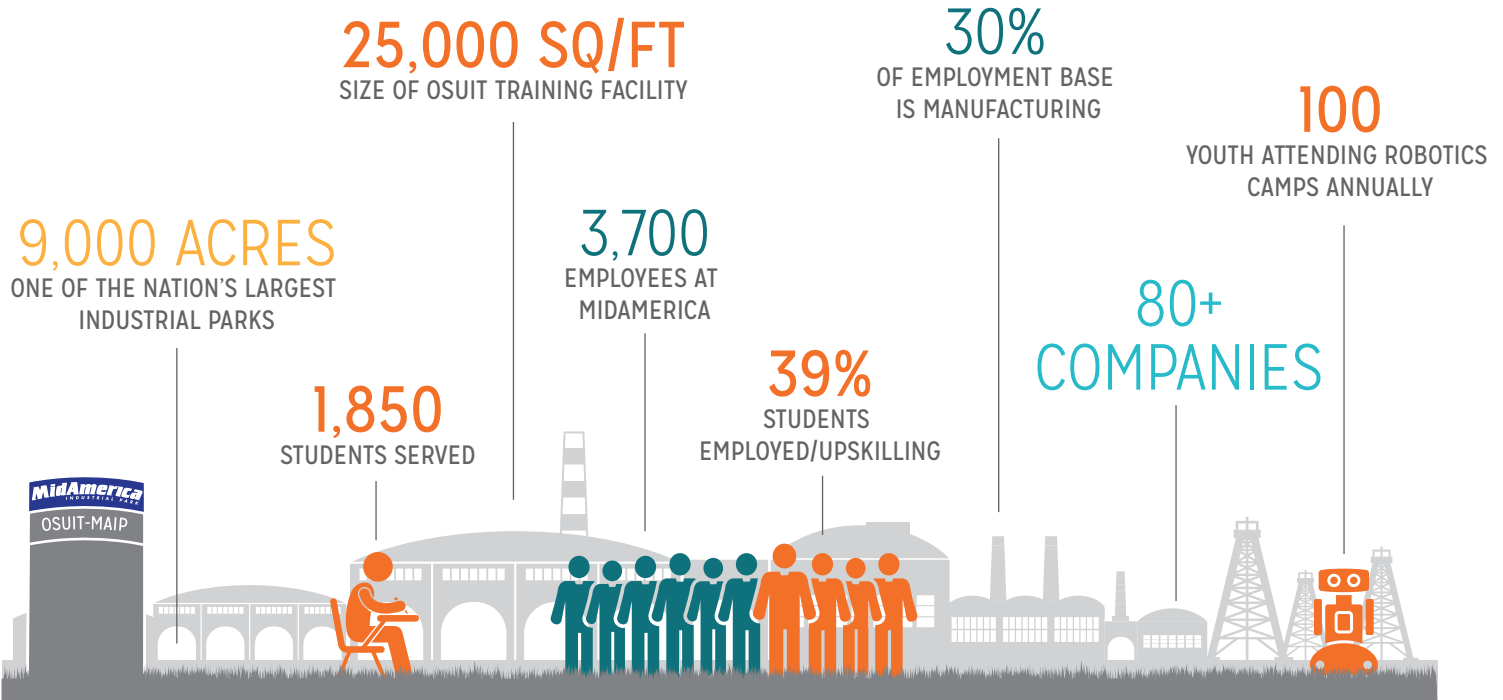 25,000 SQ/FT
SIZE OF OSUIT TRAINING FACILITY
30%
OF EMPLOYMENT BASE
IS MANUFACTURING
100
YOUTH ATTENDING ROBOTICS
CAMPS ANNUALLY
9,000 ACRES
ONE OF THE NATION'S LARGEST
INDUSTRIAL PARKS
3,700
EMPLOYEES AT
MIDAMERICA
80+
COMPANIES
1,850
STUDENTS SERVED
39%
STUDENTS
EMPLOYED/UPSKILLING
MidAmerica
INDUSTRIAL PARK
OSUIT-MAIP